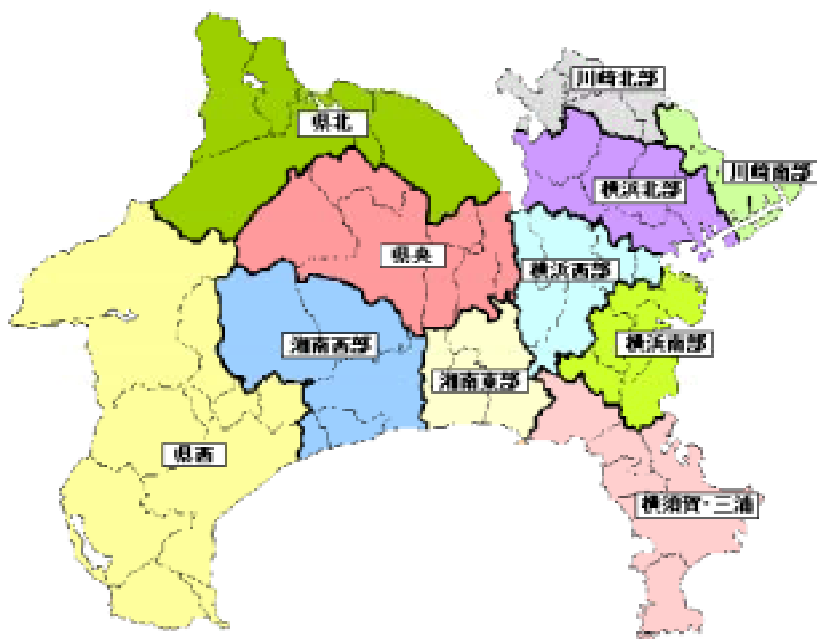 川崎北部
県北
川崎南部
横浜北部
県央
横浜西部
湘南西部
横浜南部
湘南東部
県西
横須賀・三浦